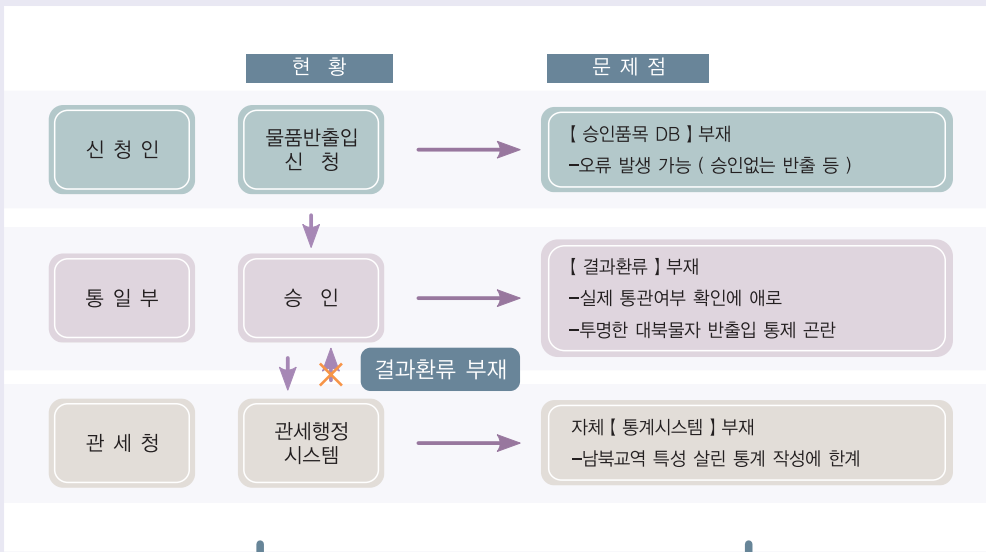 현 황
문 제 점
신 청 인
물품반출입
신 청
【 승인품목 DB 】부재
-오류 발생 가능 ( 승인없는 반출 등 )
통 일 부
승 인
【 결과환류 】부재
-실제 통관여부 확인에 애로
-투명한 대북물자 반출입 통제 곤란
결과환류 부재
관 세 청
관세행정
시스템
자체【 통계시스템 】부재
-남북교역 특성 살린 통계 작성에 한계